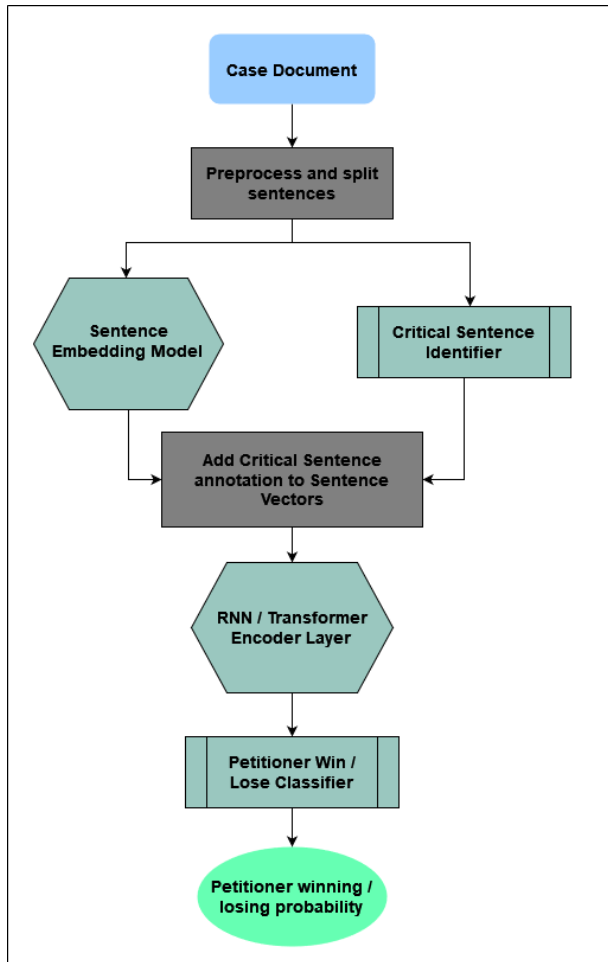 Case Document
Preprocess and split
sentences
Sentence
Embedding Model
Critical Sentence
Identifier
Add Critical Sentence
annotation to Sentence
Vectors
RNN / Transformer
Encoder Layer
Petitioner Win /
Lose Classifier
Petitioner winning /
losing probability